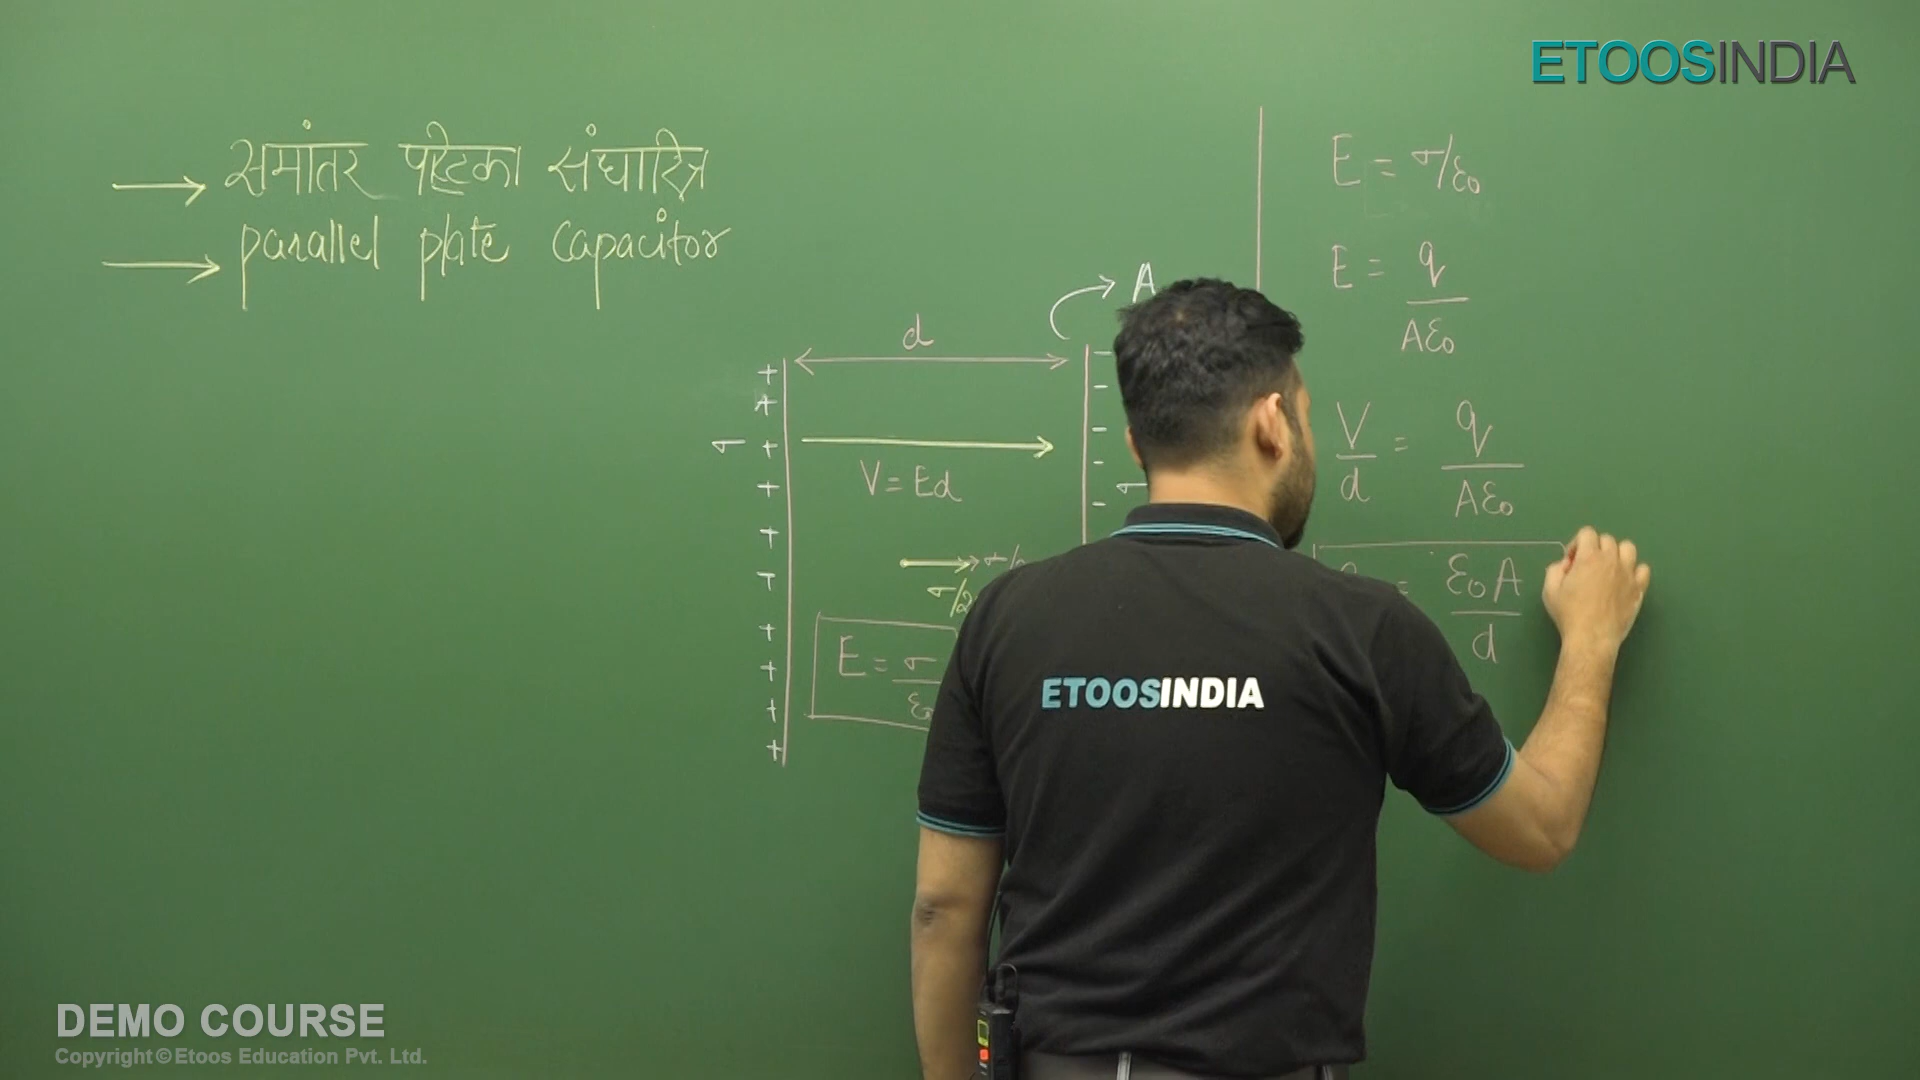 ETOOSINDIA
→ समांतर पट्टिका संधारित्र
→ parallel plate capacitor
E = σ/ε₀
E = q/Aε₀
A
d
V/d = q/Aε₀
σ
V = Ed
= ε₀A/d
σ/2
E = σ
ETOOSINDIA
DEMO COURSE
Copyright©Etoos Education Pvt. Ltd.